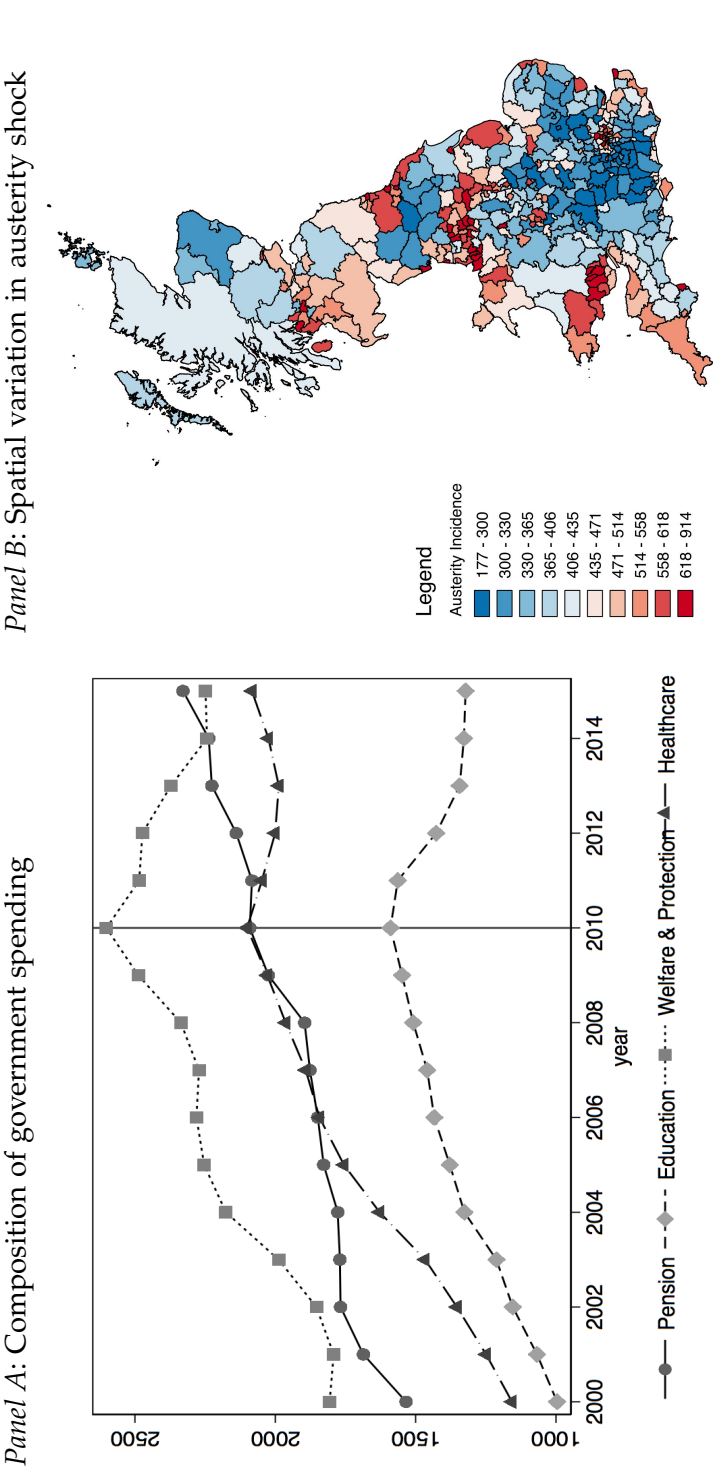 Panel A: Composition of government spending
2500
2000
1500
1000
2000
2002
2004
2006
2008
2010
2012
2014
year
Pension
Education
Welfare & Protection
Healthcare
Panel B: Spatial variation in austerity shock
Legend
Austerity Incidence
177 - 300
300 - 330
330 - 365
365 - 406
406 - 435
435 - 471
471 - 514
514 - 558
558 - 618
618 - 914